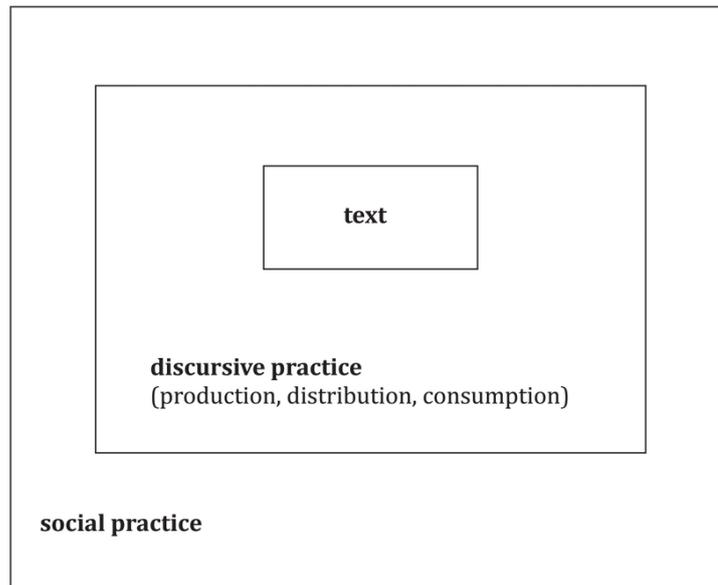 text
discursive practice
(production, distribution, consumption)
social practice